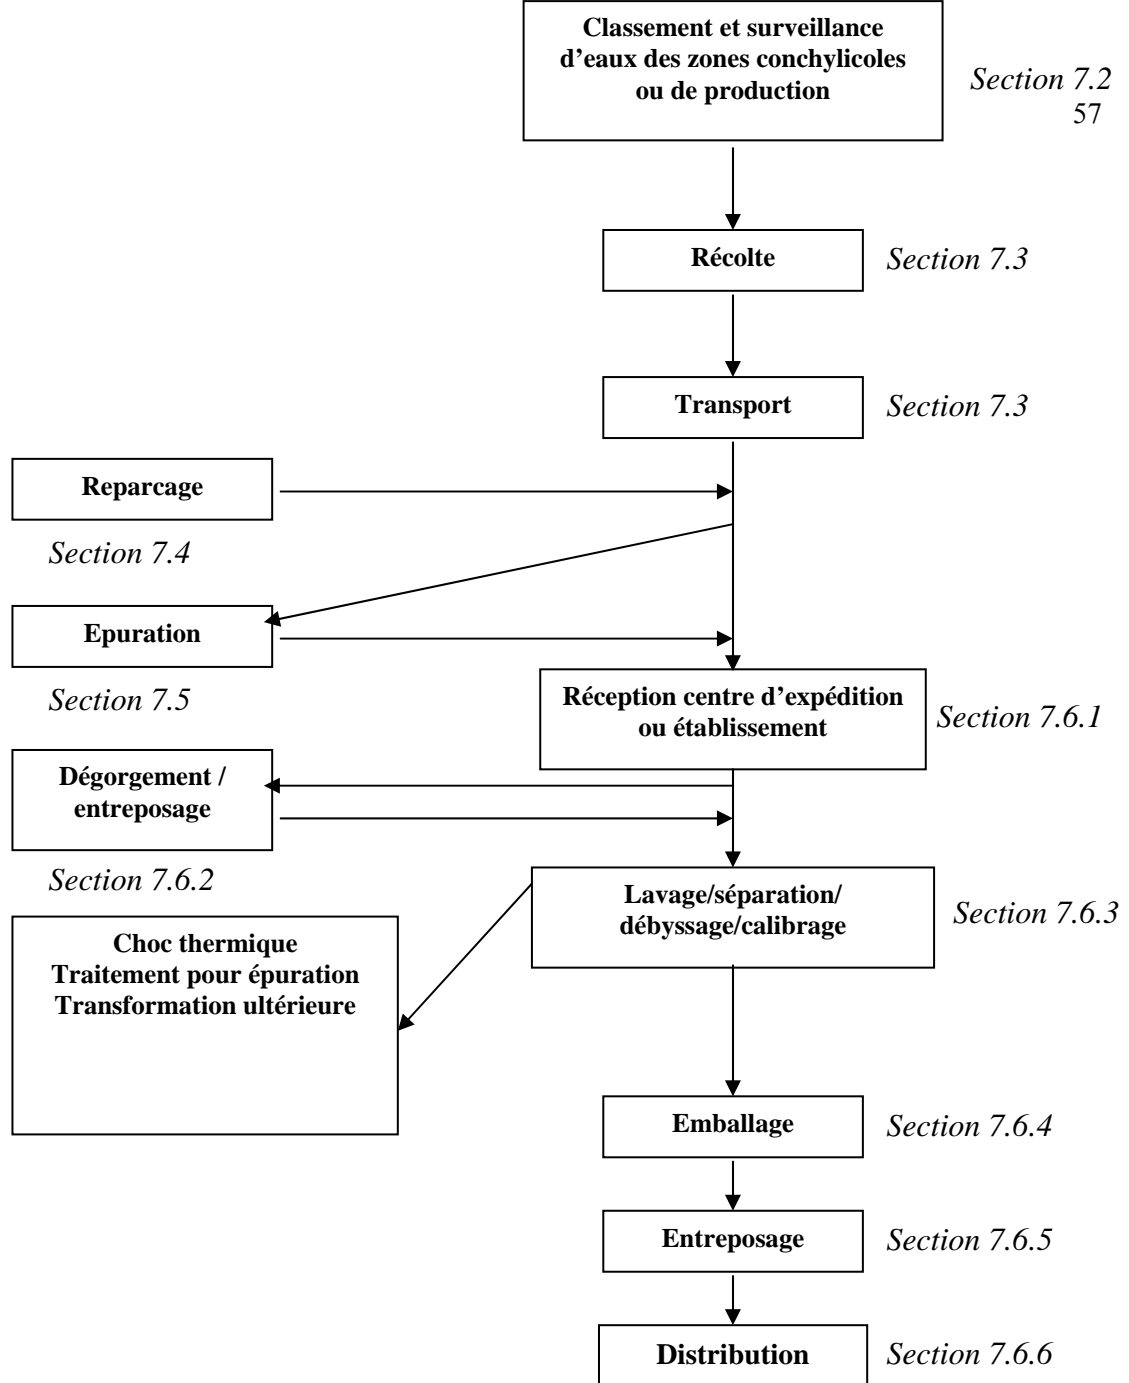 Classement et surveillance
d’eaux des zones conchylicoles
ou de production
Section 7.2
57
Récolte
Section 7.3
Transport
Section 7.3
Reparcage
Section 7.4
Epuration
Section 7.5
Réception centre d’expédition
ou établissement
Section 7.6.1
Dégorgement /
entreposage
Section 7.6.2
Lavage/séparation/
débyssage/calibrage
Section 7.6.3
Choc thermique
Traitement pour épuration
Transformation ultérieure
Emballage
Section 7.6.4
Entreposage
Section 7.6.5
Distribution
Section 7.6.6